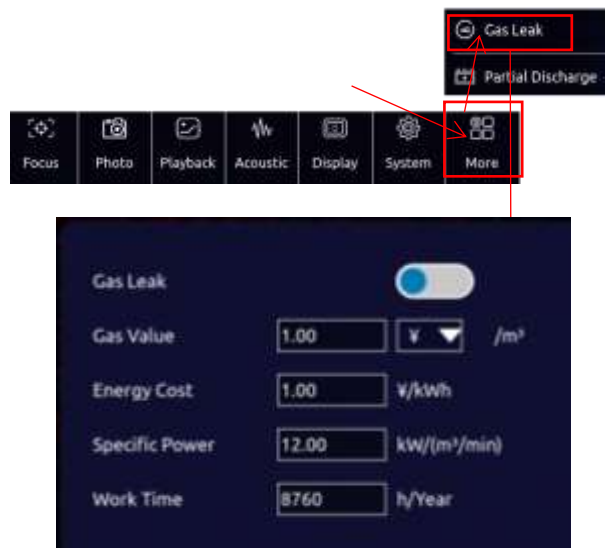 Gas Leak
Partial Discharge
Focus Photo Playback Acoustic Display System More
Gas Leak
Gas Value 1.00 ¥ /m³
Energy Cost 1.00 ¥/kWh
Specific Power 12.00 kW/(m³/min)
Work Time 8760 h/Year